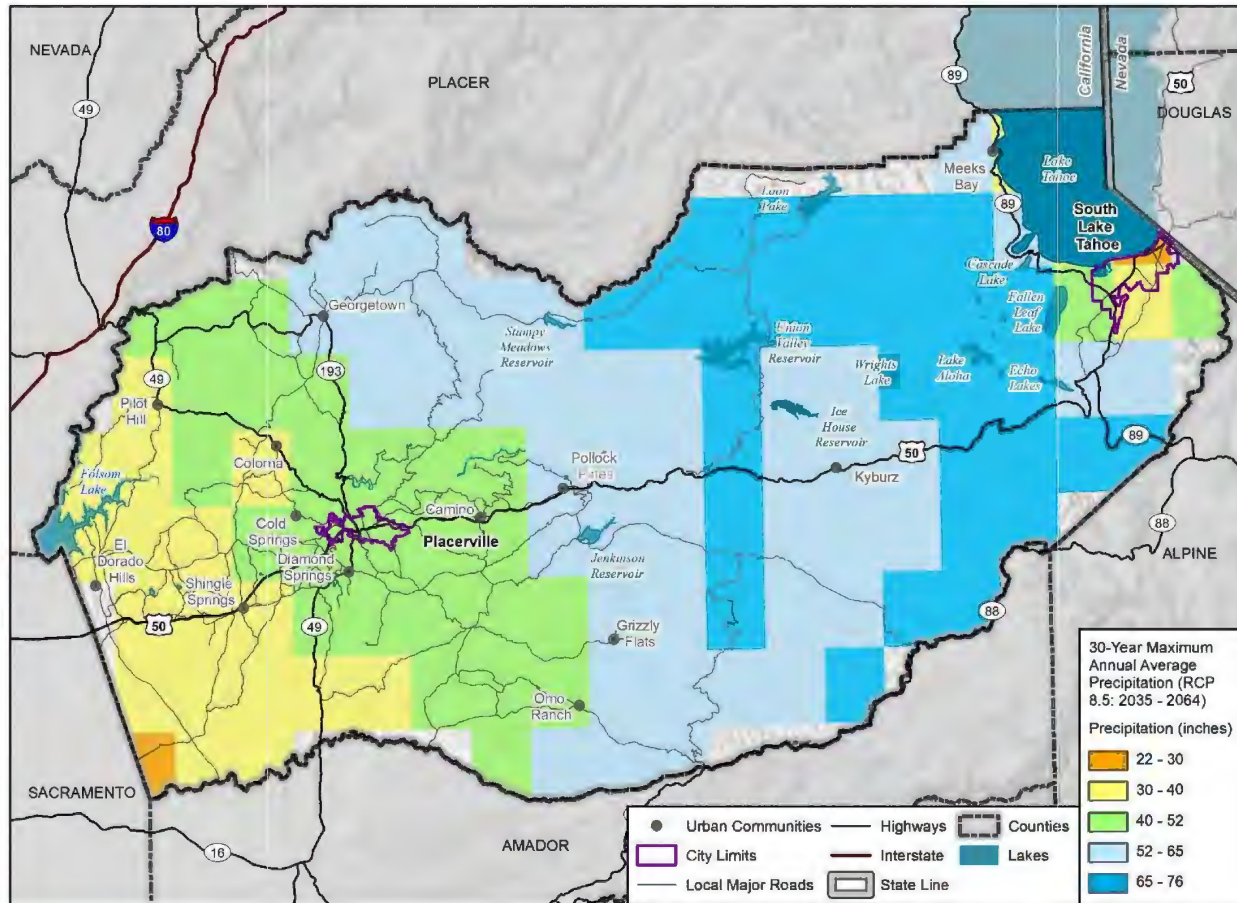 NEVADA
49
80
PLACER
89
California
Nevada
50
DOUGLAS
Meeks
Bay
Lake
Tahoe
89
South
Lake
Tahoe
Loon
Lake
Cascade
Lake
Fallen
Leaf
Lake
Georgetown
Stumpy
Meadows
Reservoir
Union
Valley
Reservoir
Wrights
Lake
Lake
Aloha
Echo
Lakes
49
193
Pilot
Hill
Ice
House
Reservoir
Coloma
Folsom
Lake
Pollock
Pines
50
89
Kyburz
Camino
Cold
Springs
Placerville
88
El
Dorado
Hills
Diamond
Springs
Jenkinson
Reservoir
ALPINE
Shingle
Springs
50
49
Grizzly
Flats
88
Omo
Ranch
SACRAMENTO
16
AMADOR
30-Year Maximum
Annual Average
Precipitation (RCP
8.5: 2035 - 2064)
Precipitation (inches)
22 - 30
30 - 40
40 - 52
52 - 65
65 - 76
Urban Communities
Highways
Counties
City Limits
Interstate
Lakes
Local Major Roads
State Line